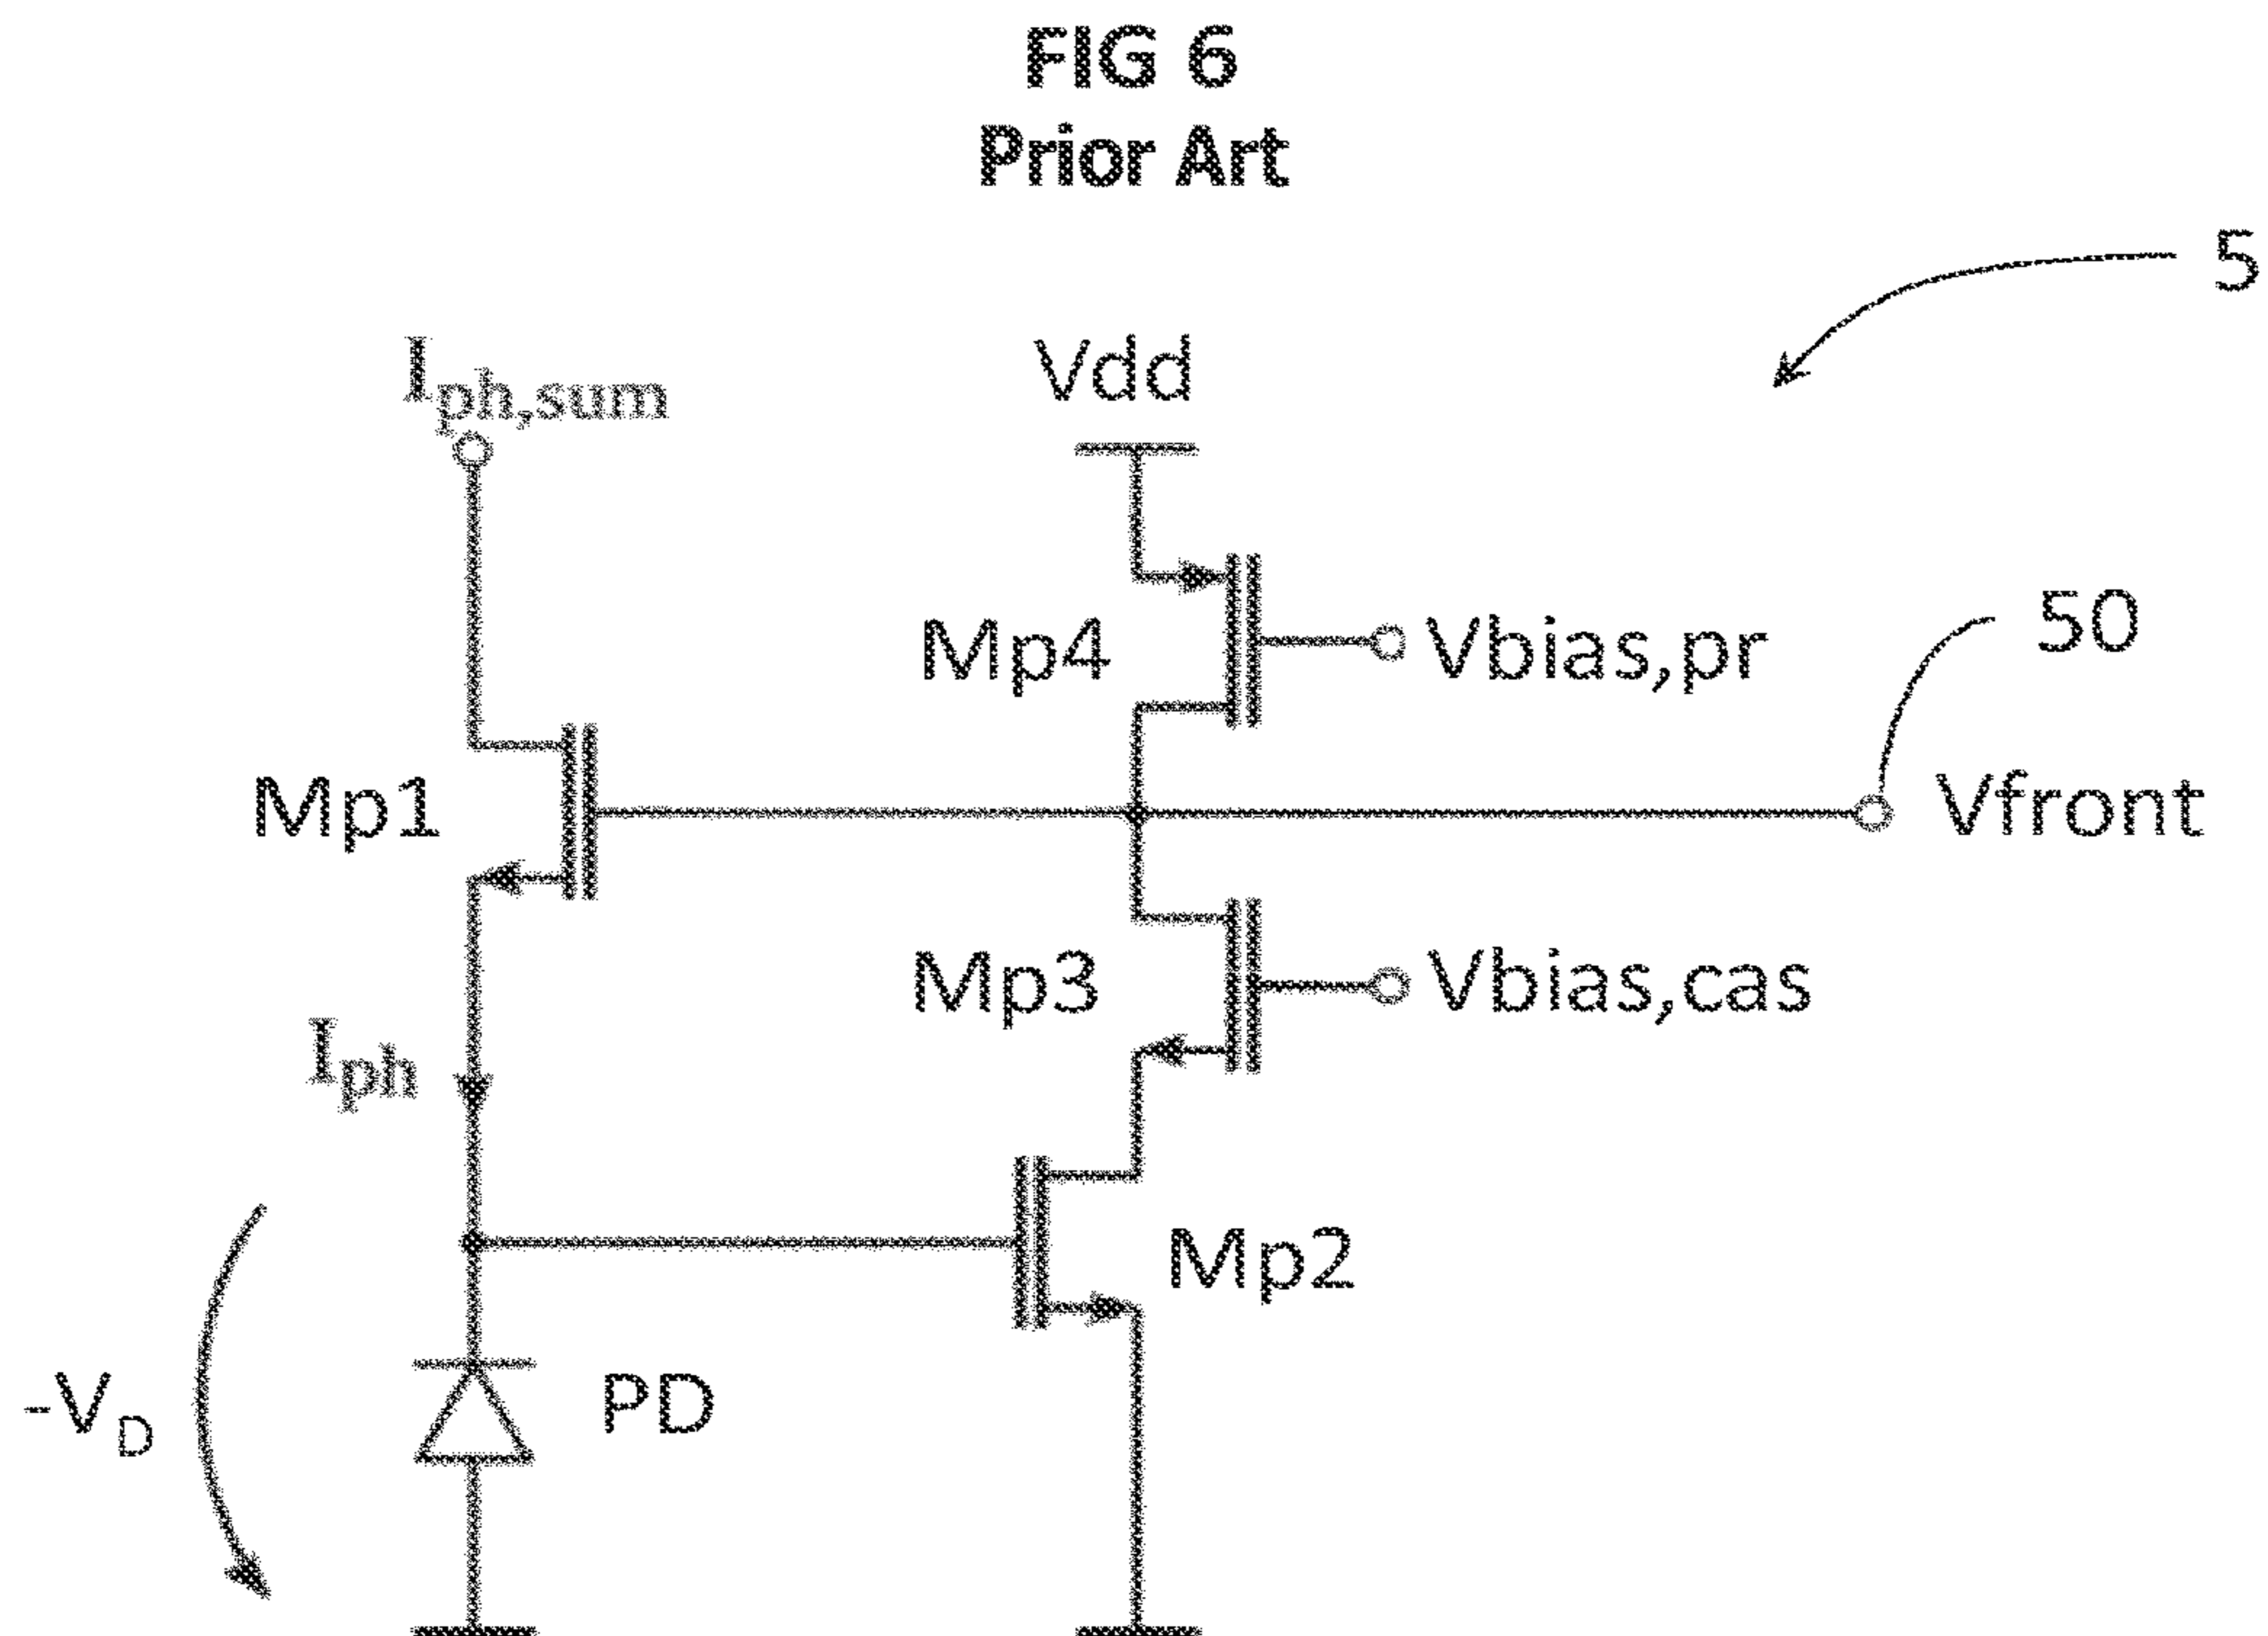 FIG 6
Prior Art
5
Iph,sum
Vdd
Mp4
Vbias,pr
50
Mp1
Vfront
Mp3
Vbias,cas
Iph
Mp2
-VD
PD